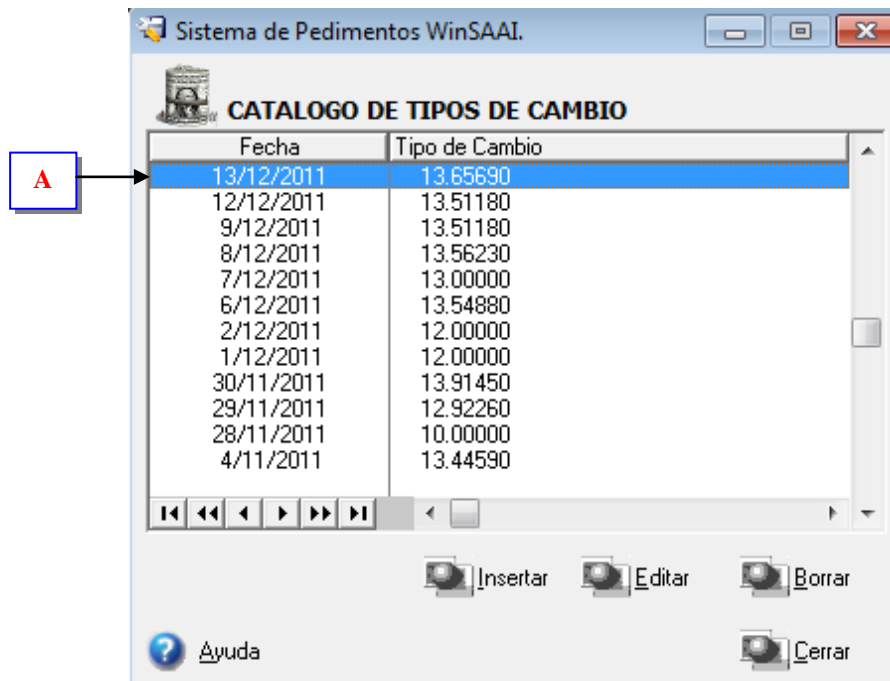 Sistema de Pedimentos WinSAAI.
CATALOGO DE TIPOS DE CAMBIO
Fecha Tipo de Cambio
A
13/12/2011 13.65690
12/12/2011 13.51180
9/12/2011 13.51180
8/12/2011 13.56230
7/12/2011 13.00000
6/12/2011 13.54880
2/12/2011 12.00000
1/12/2011 12.00000
30/11/2011 13.91450
29/11/2011 12.92260
28/11/2011 10.00000
4/11/2011 13.44590
Insertar Editar Borrar
Ayuda Cerrar